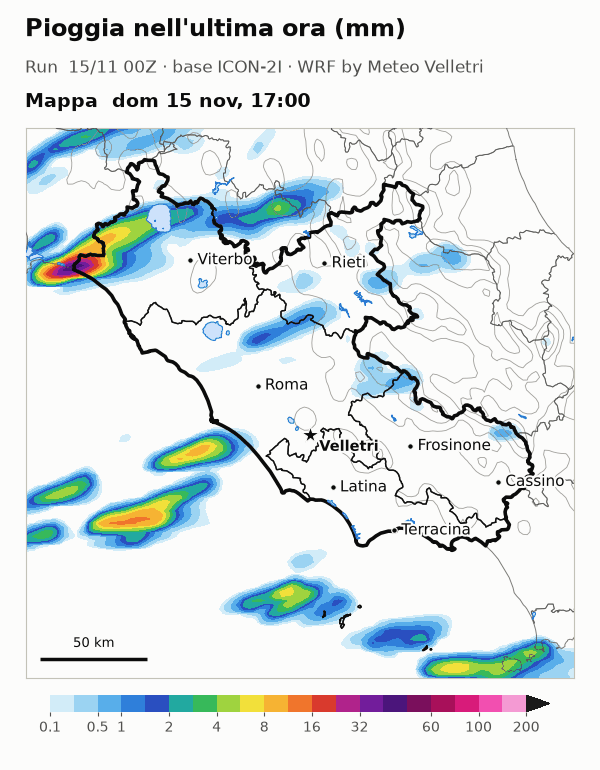 Pioggia nell'ultima ora (mm)
Run 15/11 00Z · base ICON-2I · WRF by Meteo Velletri
Mappa dom 15 nov, 17:00
Viterbo
Rieti
Roma
Velletri
Frosinone
Cassino
Latina
Terracina
50 km
0.1 0.5 1 2 4 8 16 32 60 100 200